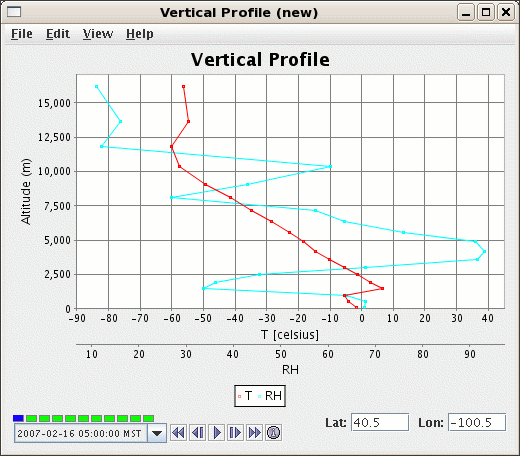 Vertical Profile (new)
File Edit View Help
Vertical Profile
Altitude (m)
15,000
12,500
10,000
7,500
5,000
2,500
0
-90 -80 -70 -60 -50 -40 -30 -20 -10 0 10 20 30 40
T [celsius]
10 20 30 40 50 60 70 80 90
RH
T RH
2007-02-16 05:00:00 MST
Lat: 40.5 Lon: -100.5